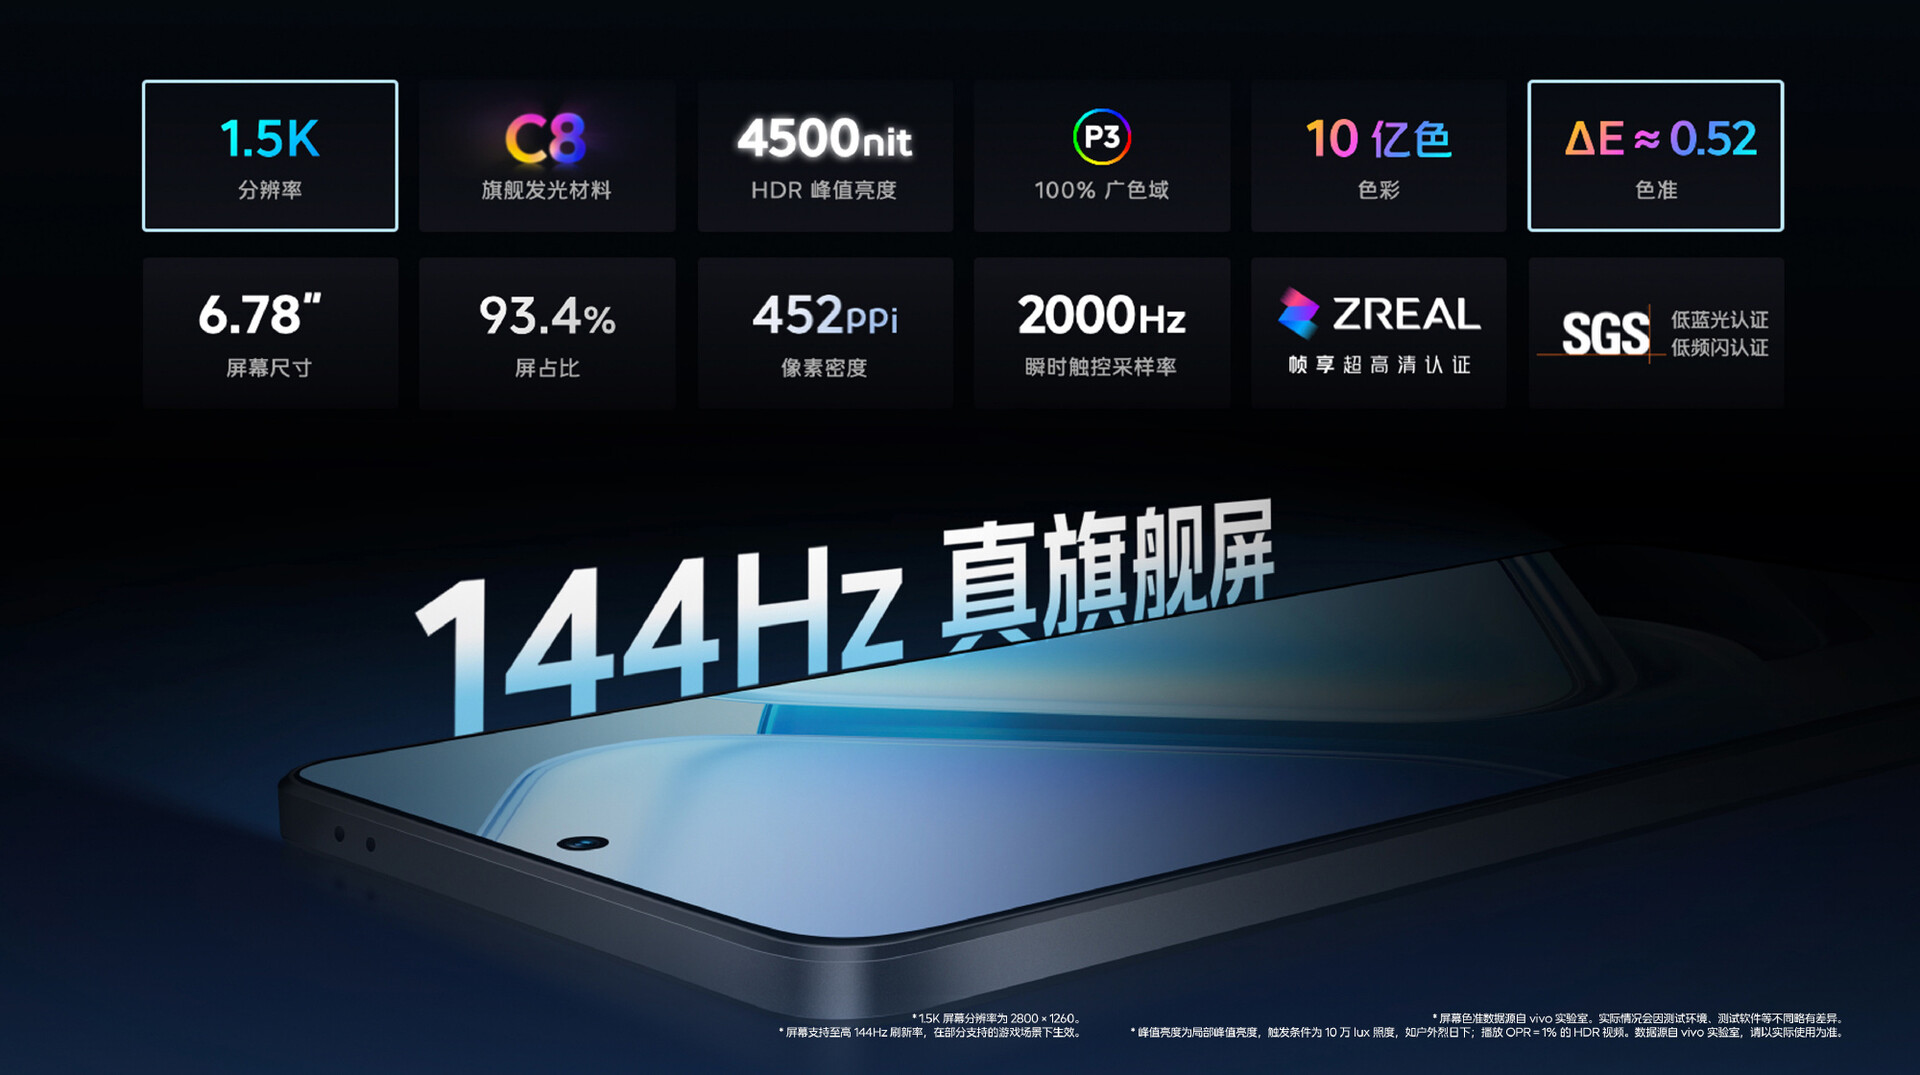 1.5K
分辨率
C8
旗舰发光材料
4500nit
HDR 峰值亮度
P3
100% 广色域
10 亿色
色彩
ΔE≈0.52
色准
6.78”
屏幕尺寸
93.4%
屏占比
452PPi
像素密度
2000Hz
瞬时触控采样率
ZREAL
帧享超高清认证
SGS
低蓝光认证
低频闪认证
144Hz 真旗舰屏
*1.5K 屏幕分辨率为 2800×1260。
*屏幕支持至高 144Hz 刷新率，在部分支持的游戏场景下生效。
*屏幕色准数据源自 vivo 实验室。实际情况会因测试环境、测试软件等不同略有差异。
*峰值亮度为局部峰值亮度，触发条件为 10 万 lux 照度，如户外烈日下；播放 OPR=1% 的 HDR 视频。数据源自 vivo 实验室，请以实际使用为准。